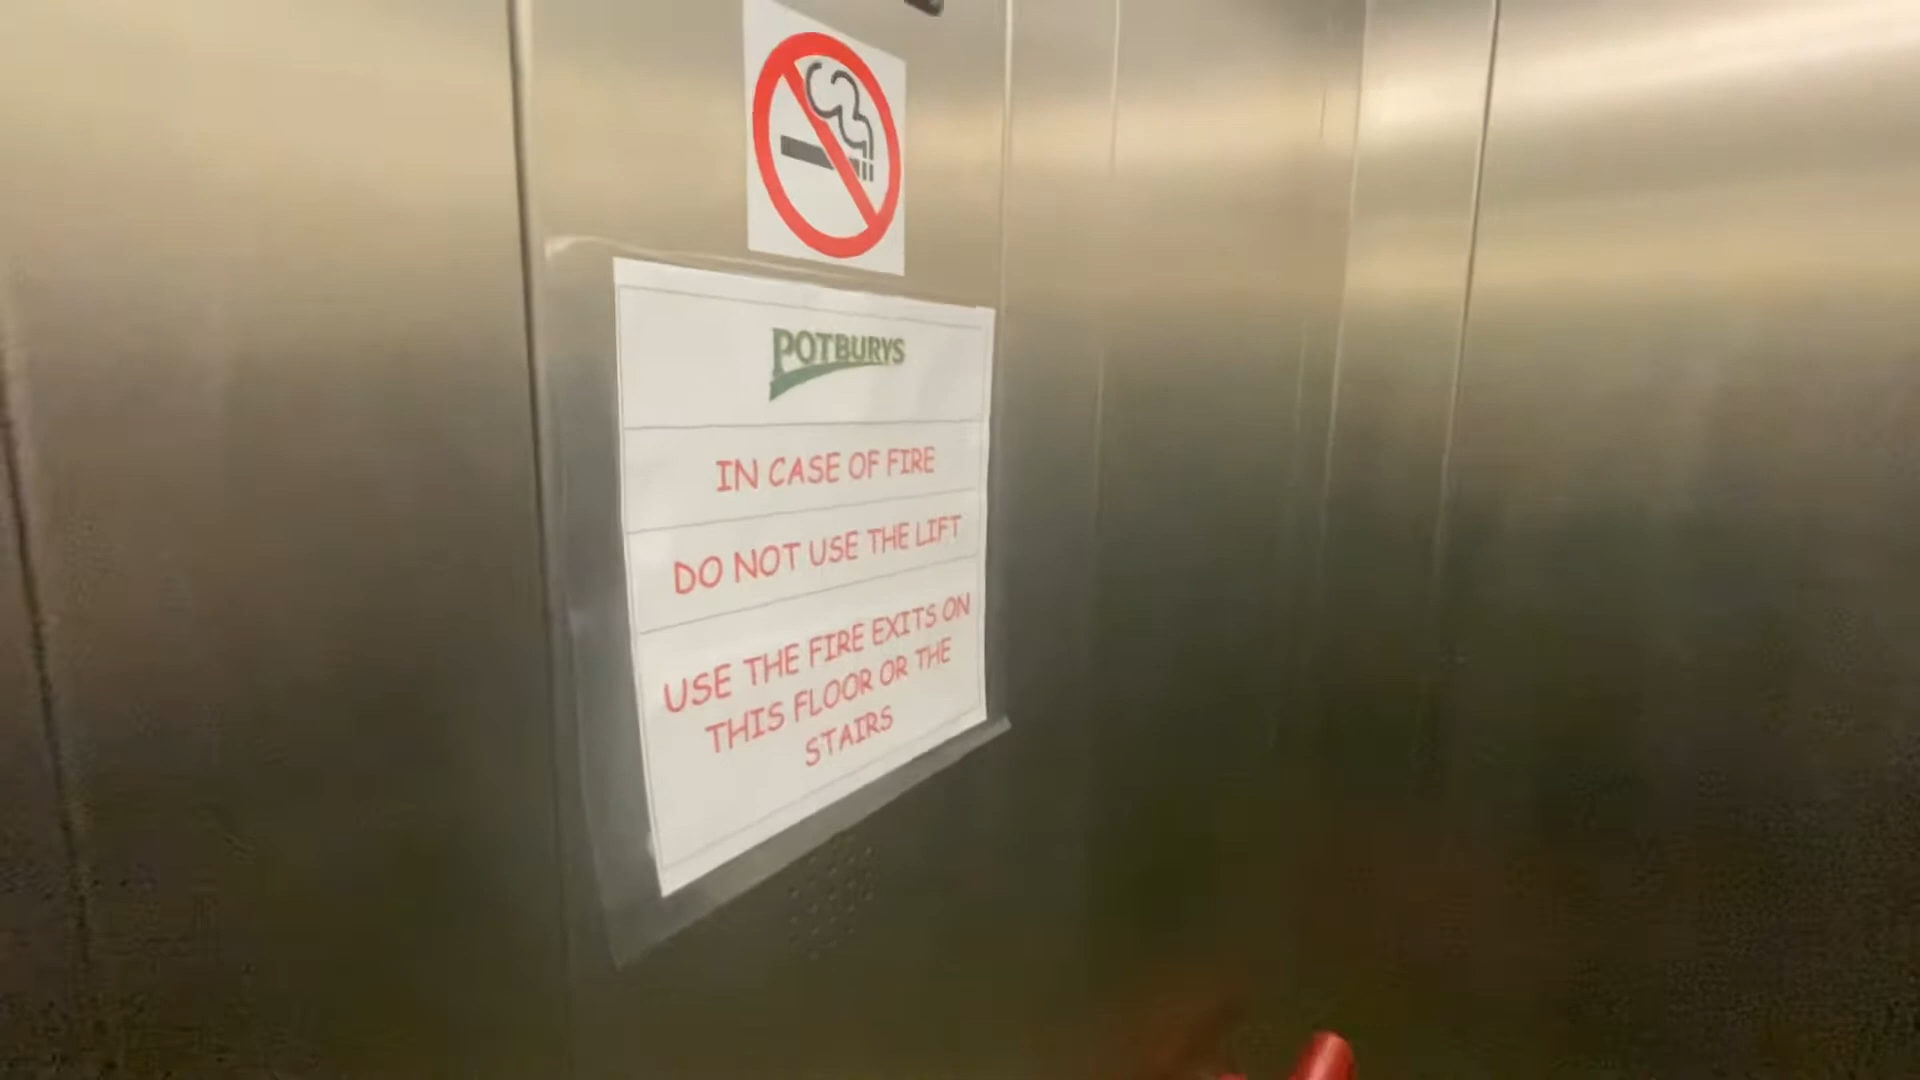 POTBURYS
IN CASE OF FIRE
DO NOT USE THE LIFT
USE THE FIRE EXITS ON
THIS FLOOR OR THE
STAIRS